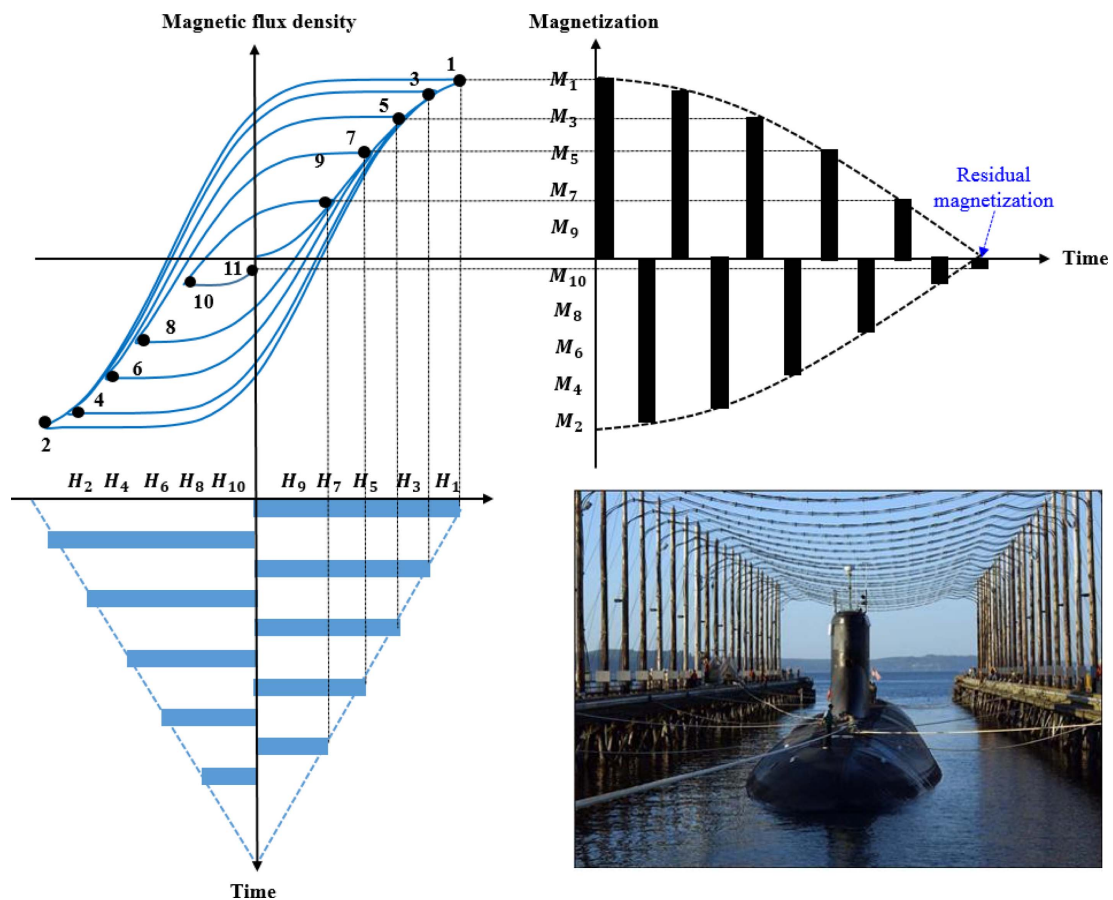 Magnetic flux density
1
3
5
7
9
11
10
8
6
4
2
Magnetization
M₁
M₃
M₅
M₇
M₉
M₁₀
M₈
M₆
M₄
M₂
Residual
magnetization
Time
H₂ H₄ H₆ H₈ H₁₀ H₉ H₇ H₅ H₃ H₁
Time